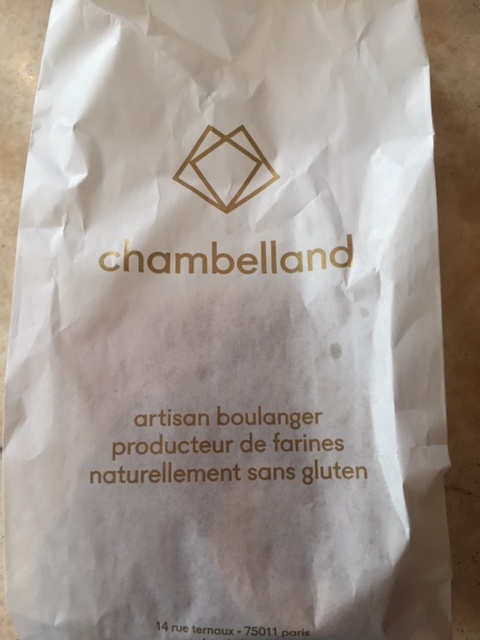 chambelland
artisan boulanger
producteur de farines
naturellement sans gluten
14 rue ternaux - 75011 paris